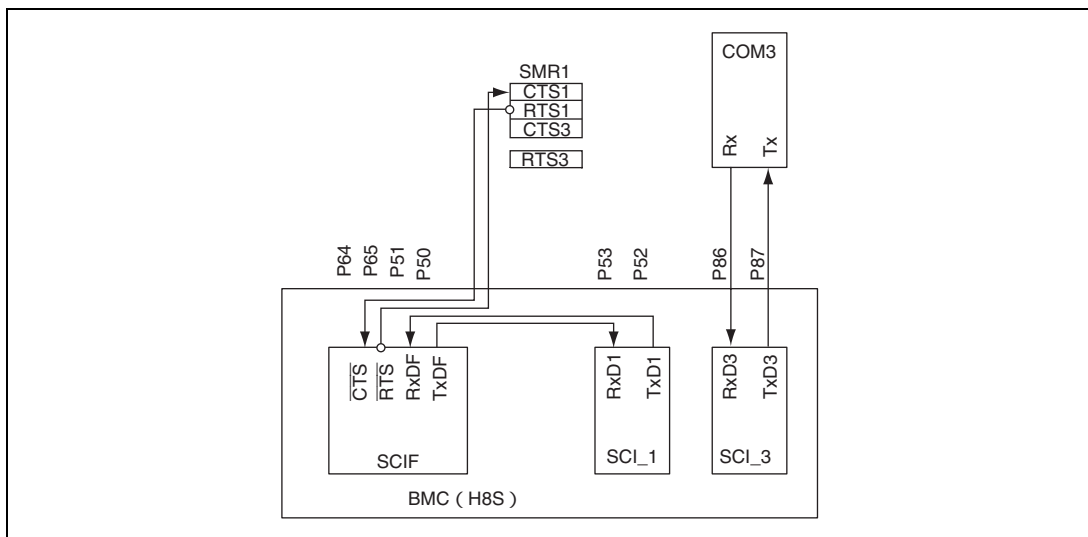 COM3
Rx
Tx
SMR1
CTS1
RTS1
CTS3
RTS3
P64
P65
P51
P50
P53
P52
P86
P87
CTS
RTS
RxDF
TxDF
SCIF
RxD1
TxD1
SCI_1
RxD3
TxD3
SCI_3
BMC ( H8S )